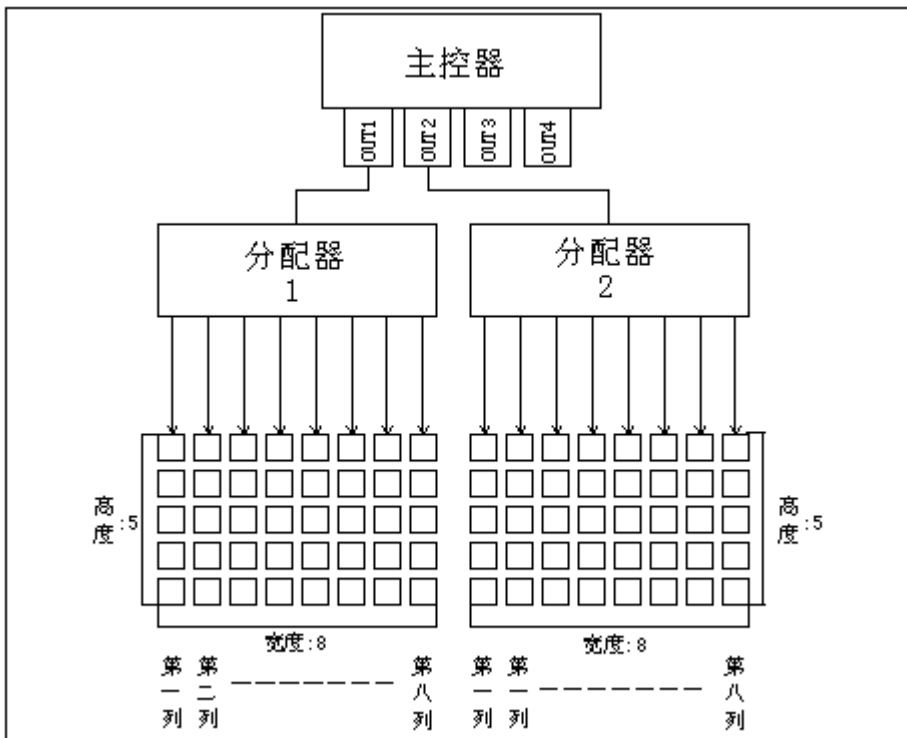 主控器
OUT1 OUT2 OUT3 OUT4
分配器
1
分配器
2
高度:5
高度:5
宽度:8
宽度:8
第一列 第二列 第八列 第一列 第一列 第八列